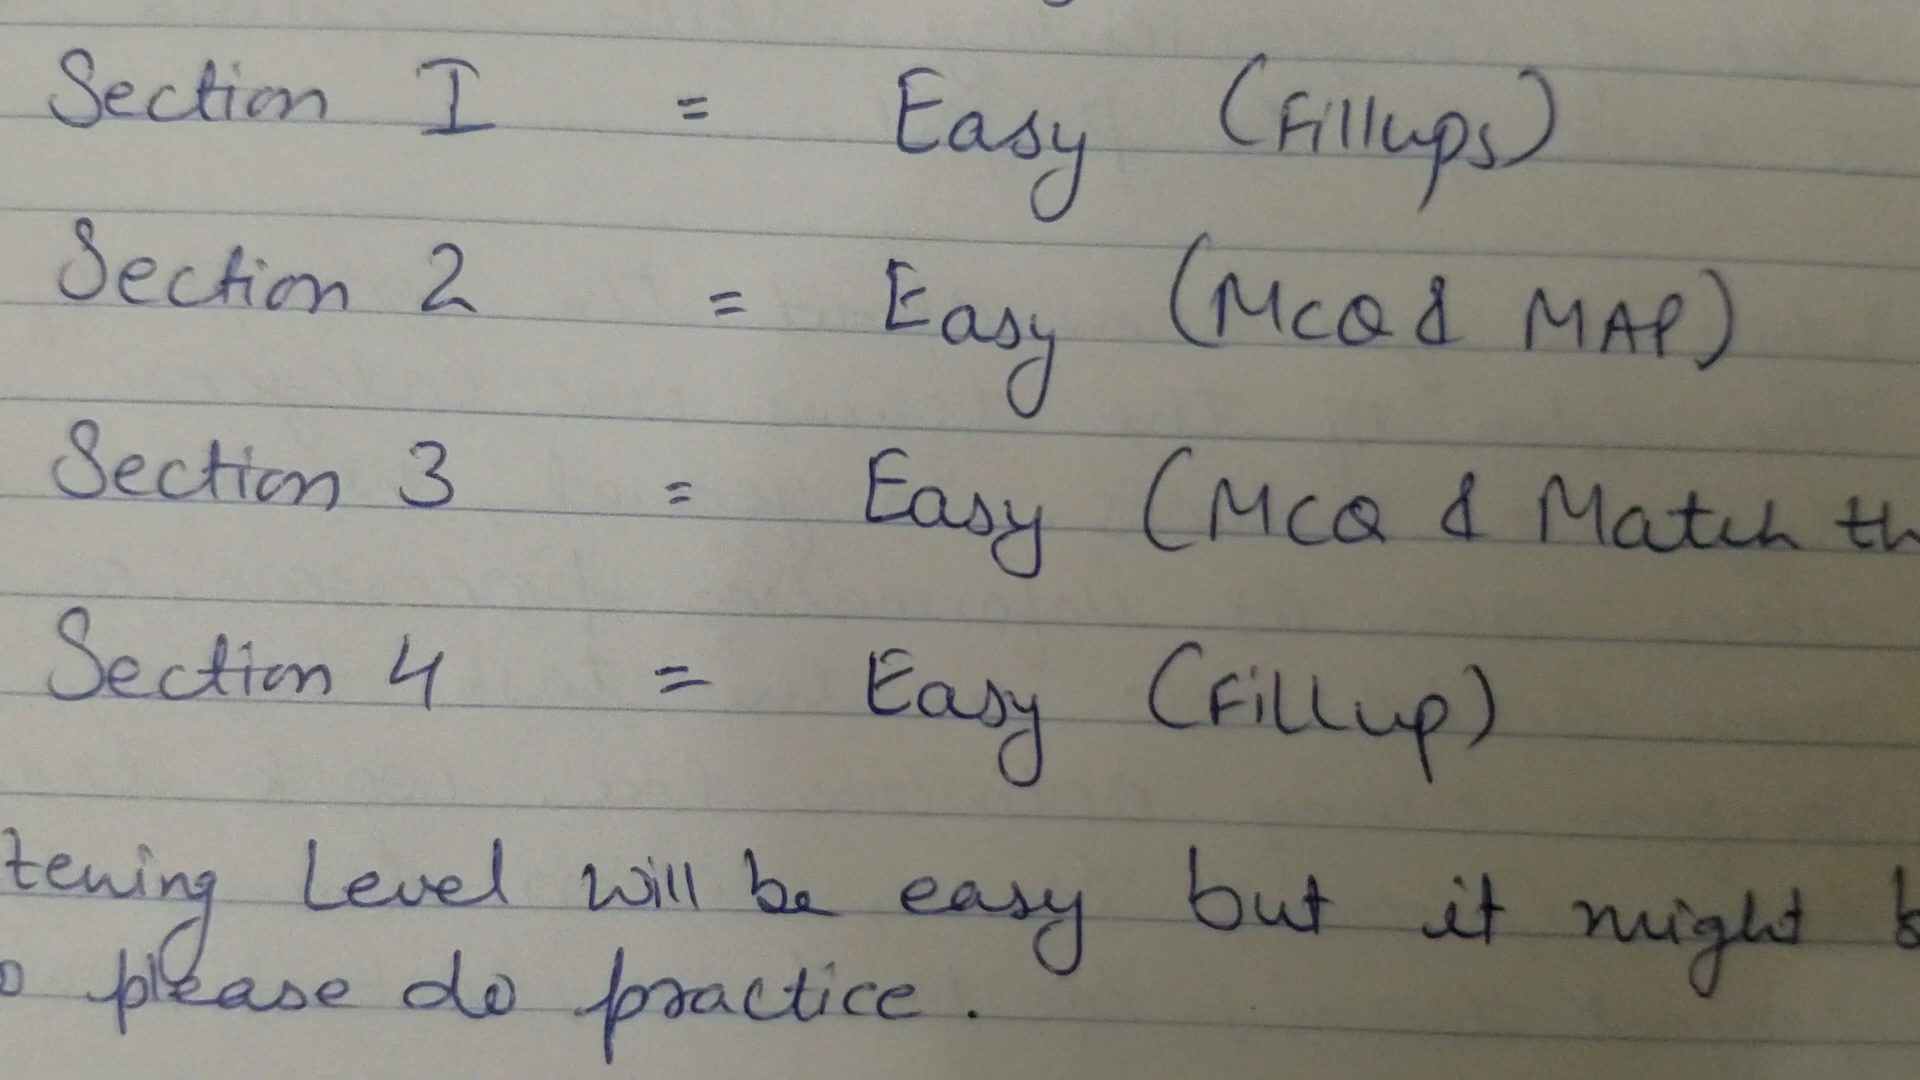 Section I = Easy (Fillups)
Section 2 = Easy (MCQ & MAP)
Section 3 = Easy (MCQ & Match th
Section 4 = Easy (Fillup)
tening Level will be easy but it might b
o please do practice.